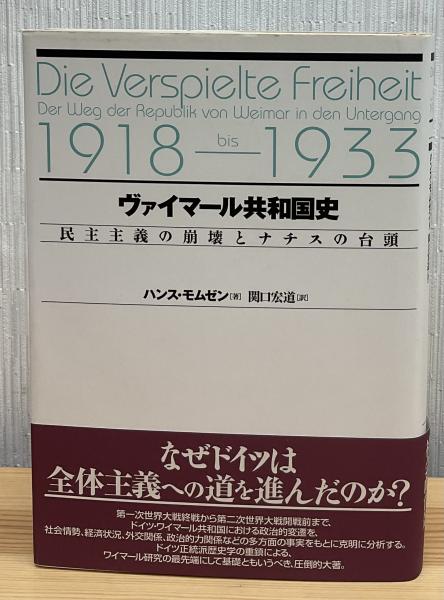 Die Verspielte Freiheit
Der Weg der Republik von Weimar in den Untergang
1918 bis 1933
ヴァイマール共和国史
民主主義の崩壊とナチスの台頭
ハンス・モムゼン[著] 関口宏道[訳]
なぜドイツは
全体主義への道を進んだのか?
第一次世界大戦終戦から第二次世界大戦開戦前まで、
ドイツ・ワイマール共和国における政治的変遷を、
社会情勢、経済状況、外交関係、政治的力関係などの多方面の事実をもとに克明に分析する。
ドイツ正統派歴史学の重鎮による、
ワイマール研究の最先端にして基礎ともいうべき、圧倒的大著。